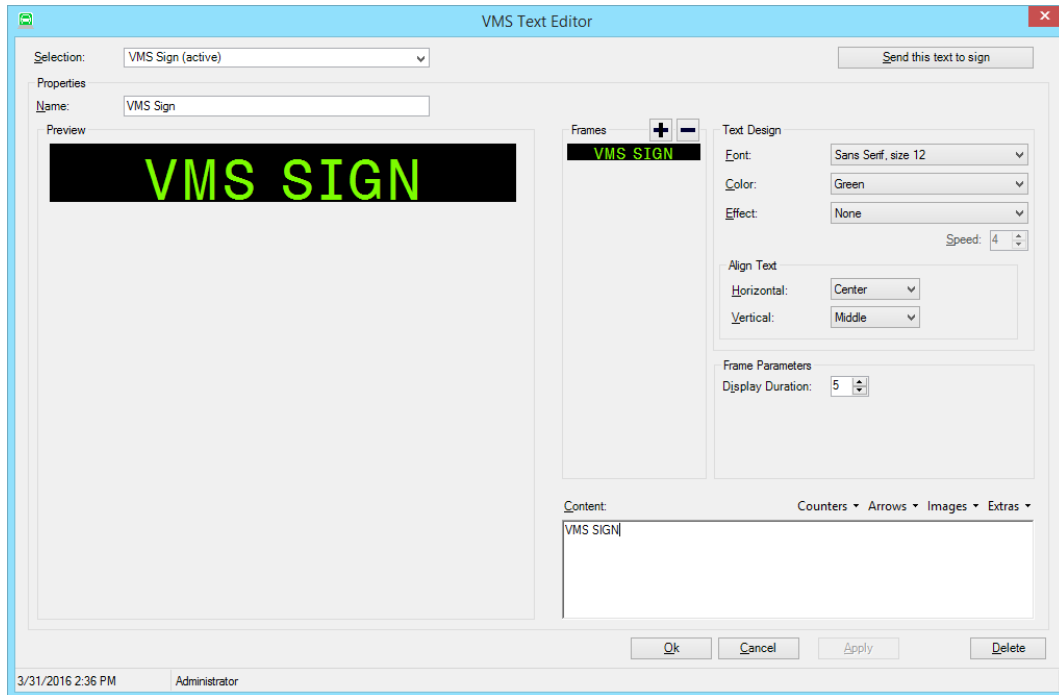 VMS Text Editor
Selection: VMS Sign (active) Send this text to sign
Properties
Name: VMS Sign
Preview
VMS SIGN
Frames
VMS SIGN
Text Design
Font: Sans Serif, size 12
Color: Green
Effect: None
Speed: 4
Align Text
Horizontal: Center
Vertical: Middle
Frame Parameters
Display Duration: 5
Content: Counters Arrows Images Extras
VMS SIGN
Ok Cancel Apply Delete
3/31/2016 2:36 PM Administrator